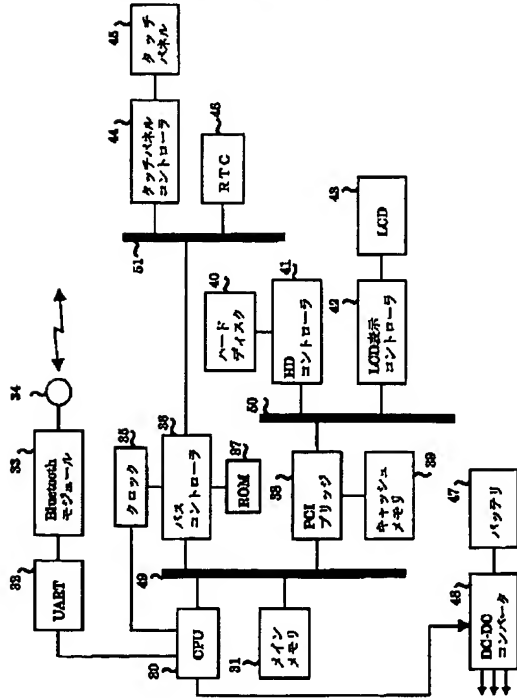 32
UART
33
Bluetooth
モジュール
34
30
CPU
35
クロック
49
36
バス
コントローラ
51
44
タッチパネル
コントローラ
45
タッチ
パネル
31
メイン
メモリ
37
ROM
46
RTC
38
PCI
ブリッジ
50
40
ハード
ディスク
41
HD
コントローラ
39
キャッシュ
メモリ
42
LCD表示
コントローラ
43
LCD
48
DC-DC
コンバータ
47
バッテリ